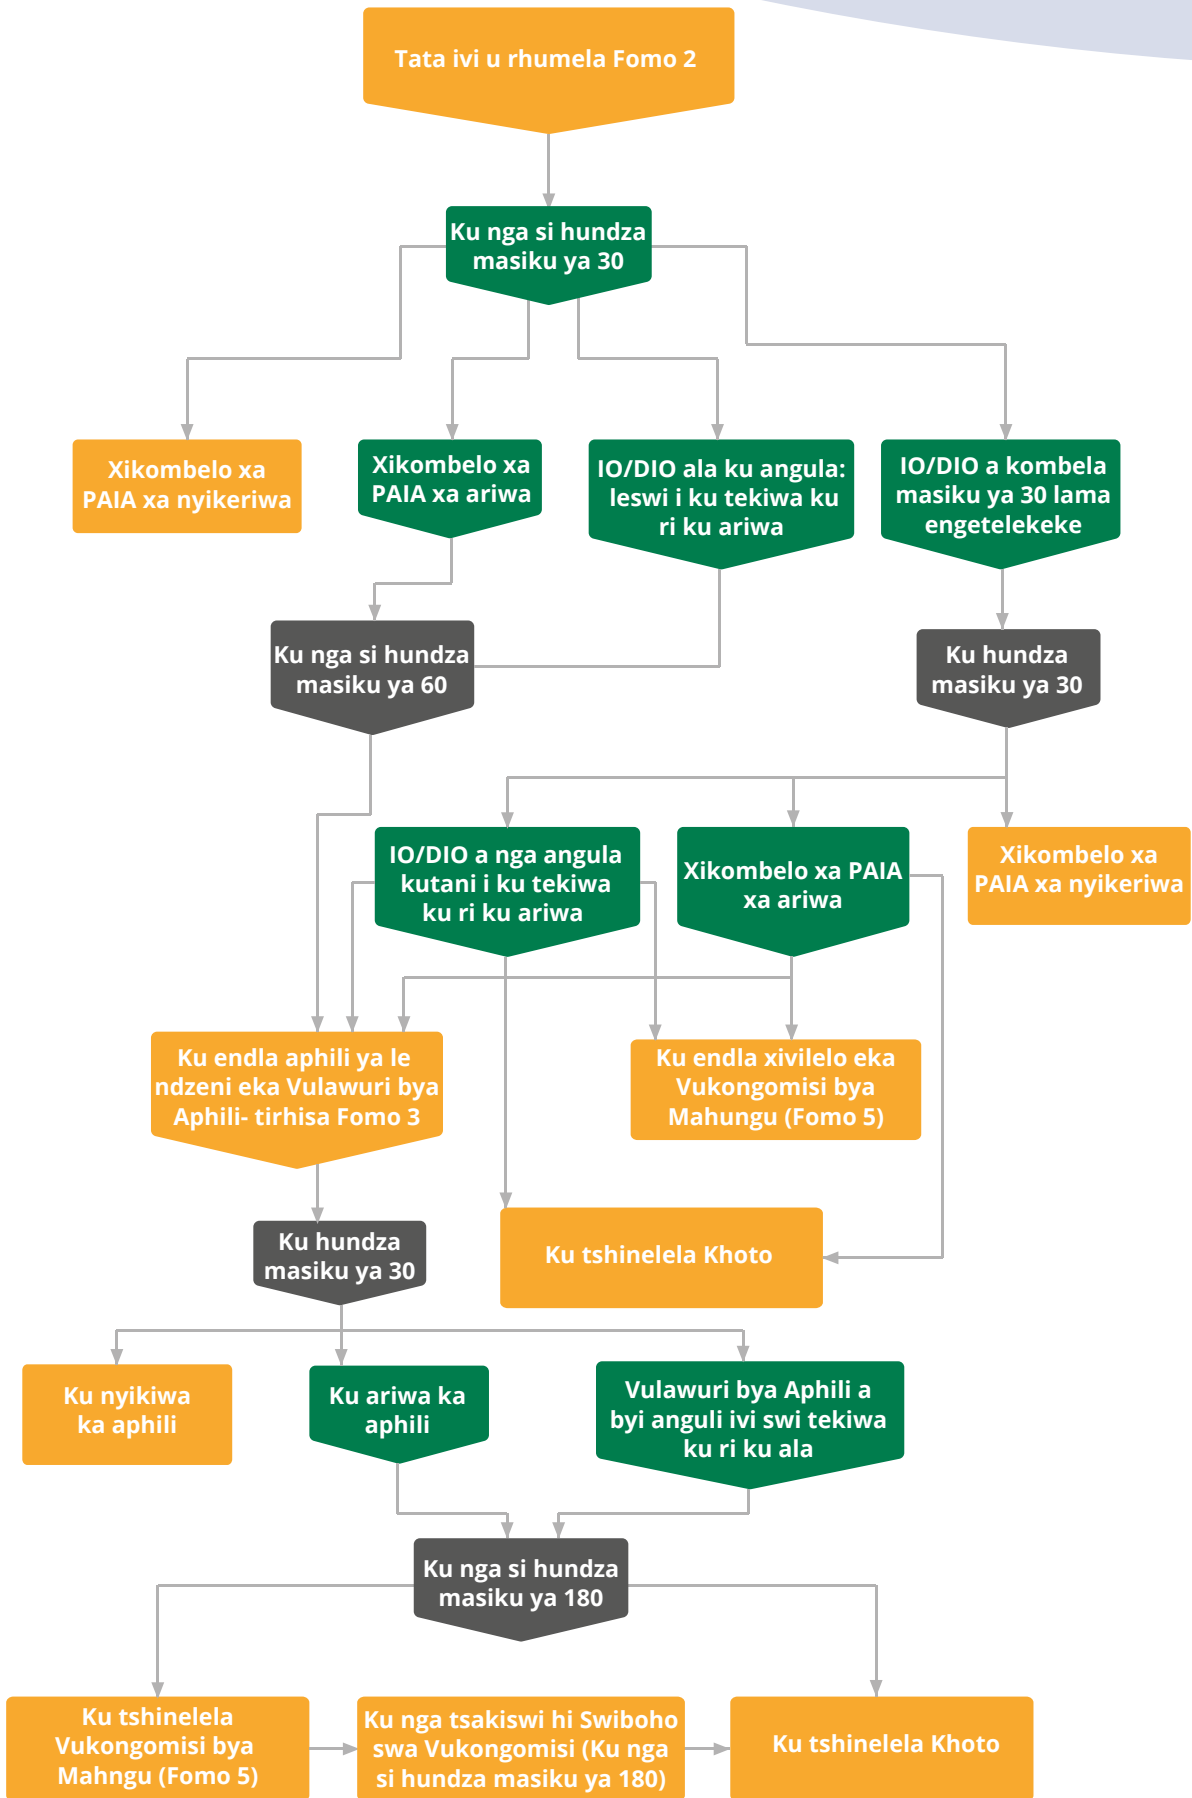 Tata ivi u rhumela Fomo 2
Ku nga si hundza
masiku ya 30
Xikombelo xa
PAIA xa nyikeriwa
Xikombelo xa
PAIA xa ariwa
IO/DIO ala ku angula:
leswi i ku tekiwa ku
ri ku ariwa
IO/DIO a kombela
masiku ya 30 lama
engetelekeke
Ku nga si hundza
masiku ya 60
Ku hundza
masiku ya 30
IO/DIO a nga angula
kutani i ku tekiwa
ku ri ku ariwa
Xikombelo xa PAIA
xa ariwa
Xikombelo xa
PAIA xa nyikeriwa
Ku endla aphili ya le
ndzeni eka Vulawuri bya
Aphili- tirhisa Fomo 3
Ku endla xivilelo eka
Vukongomisi bya
Mahungu (Fomo 5)
Ku tshinelela Khoto
Ku hundza
masiku ya 30
Ku nyikiwa
ka aphili
Ku ariwa ka
aphili
Vulawuri bya Aphili a
byi anguli ivi swi tekiwa
ku ri ku ala
Ku nga si hundza
masiku ya 180
Ku tshinelela
Vukongomisi bya
Mahngu (Fomo 5)
Ku nga tsakiswi hi Swiboho
swa Vukongomisi (Ku nga
si hundza masiku ya 180)
Ku tshinelela Khoto